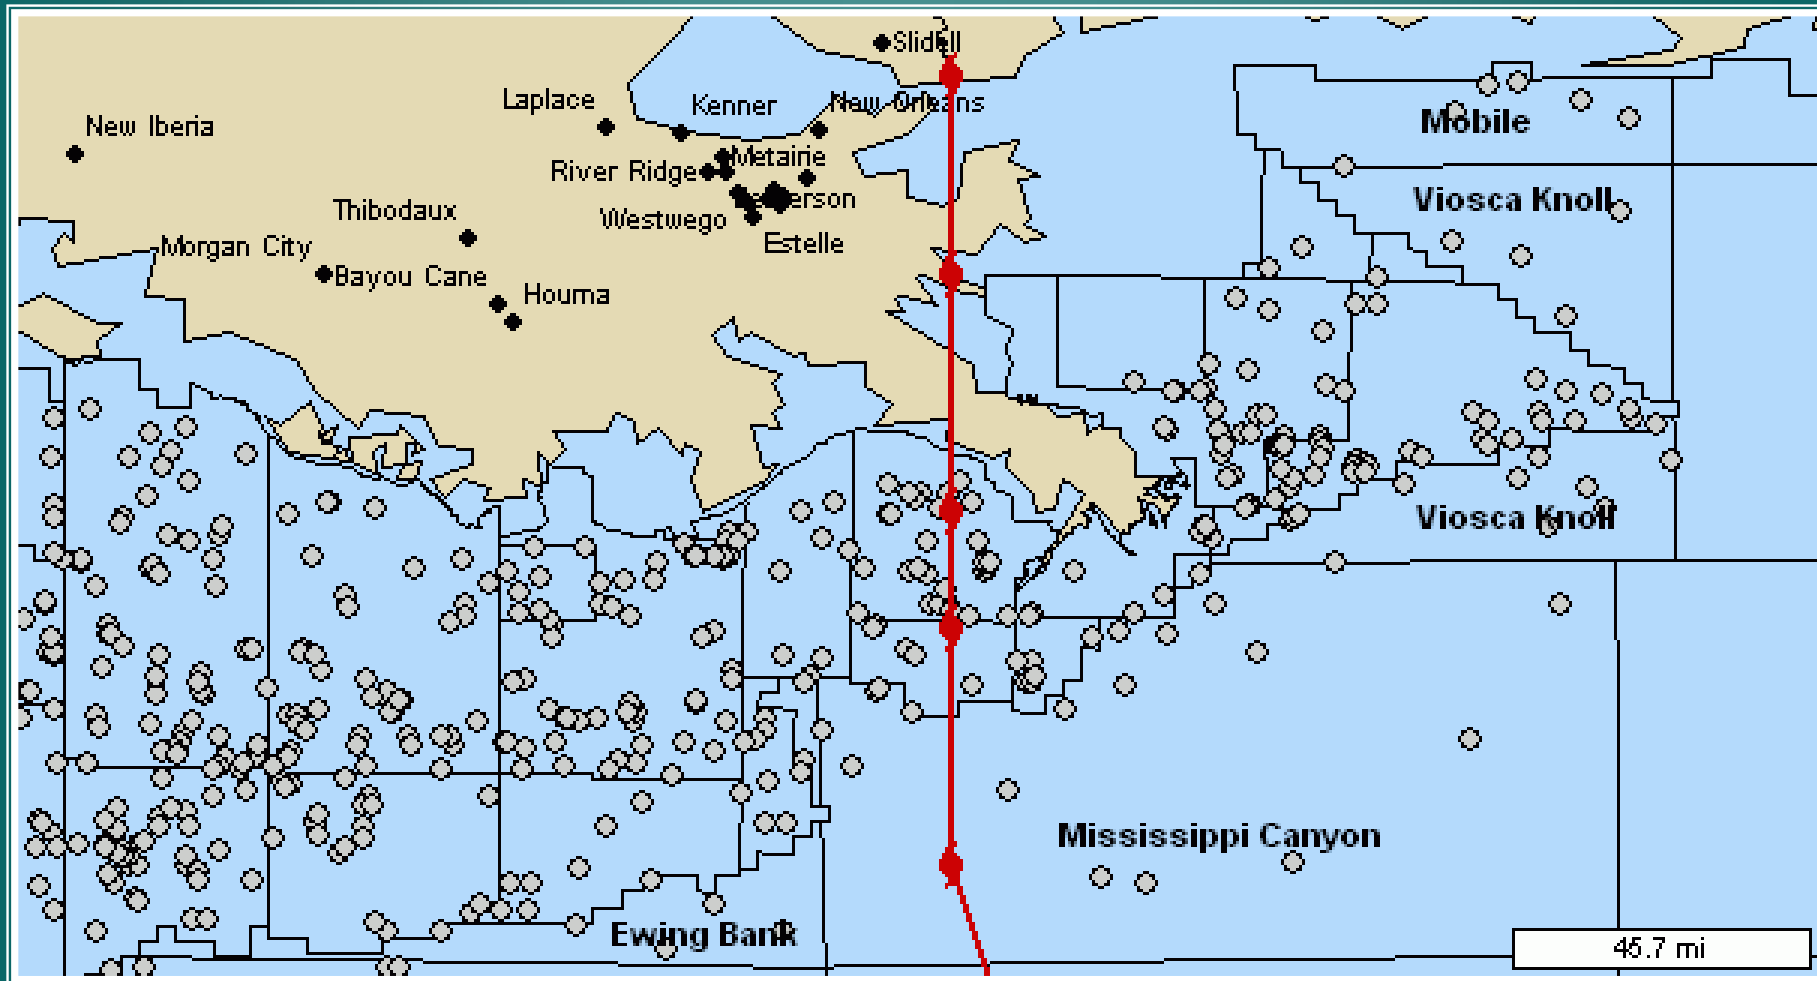 Slidell
Laplace
Kenner
New Orleans
New Iberia
Mobile
Metairie
River Ridge
Viosca Knoll
Thibodaux
Westwego
Estelle
Morgan City
Bayou Cane
Houma
Viosca Knoll
Mississippi Canyon
Ewing Bank
45.7 mi